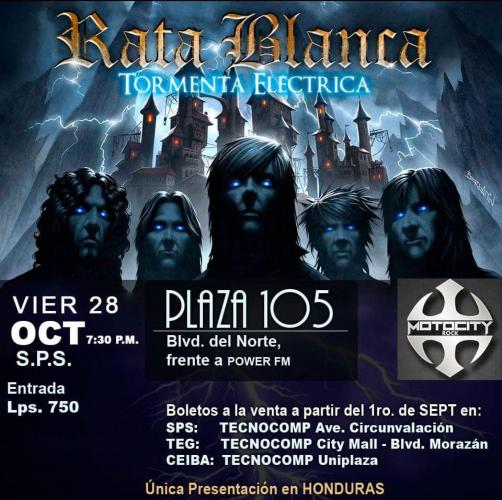 Rata Blanca
TORMENTA ELECTRICA
VIER 28
OCT 7:30 P.M.
S.P.S.
Entrada
Lps. 750
PLAZA 105
Blvd. del Norte,
frente a POWER FM
MOTOCITY
ROCK
Boletos a la venta a partir del 1ro. de SEPT en:
SPS: TECNOCOMP Ave. Circunvalación
TEG: TECNOCOMP City Mall - Blvd. Morazán
CEIBA: TECNOCOMP Uniplaza
Única Presentación en HONDURAS